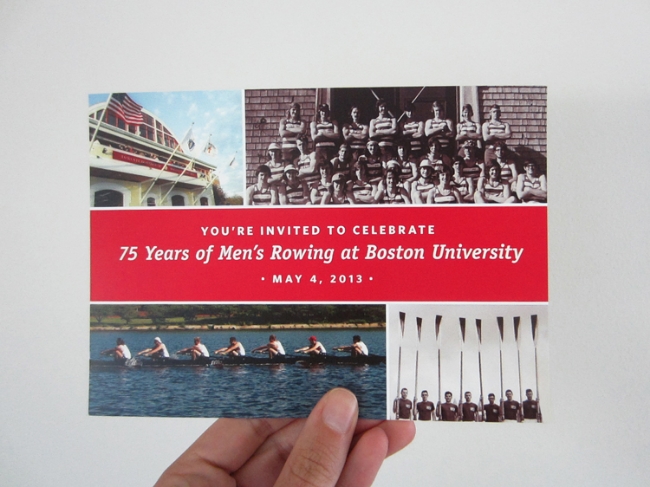 YOU'RE INVITED TO CELEBRATE
75 Years of Men's Rowing at Boston University
• MAY 4, 2013 •